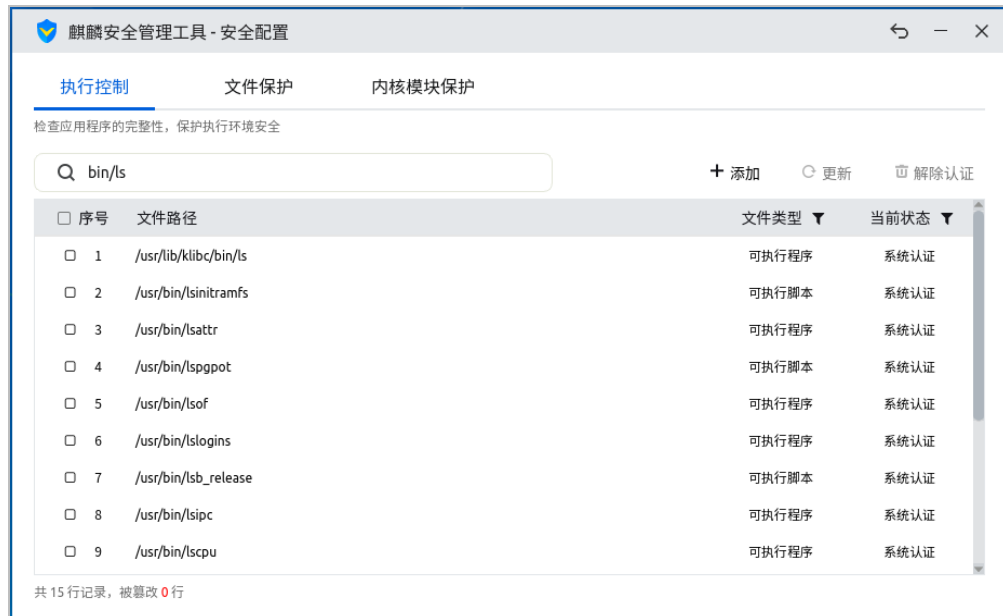 麒麟安全管理工具 - 安全配置
执行控制 文件保护 内核模块保护
检查应用程序的完整性，保护执行环境安全
bin/ls 添加 更新 解除认证
序号 文件路径 文件类型 当前状态
1 /usr/lib/klibc/bin/ls 可执行程序 系统认证
2 /usr/bin/lsinitramfs 可执行脚本 系统认证
3 /usr/bin/lsattr 可执行程序 系统认证
4 /usr/bin/lspgpot 可执行脚本 系统认证
5 /usr/bin/lsof 可执行程序 系统认证
6 /usr/bin/lslogins 可执行程序 系统认证
7 /usr/bin/lsb_release 可执行脚本 系统认证
8 /usr/bin/lsipc 可执行程序 系统认证
9 /usr/bin/lscpu 可执行程序 系统认证
共 15 行记录，被篡改 0 行